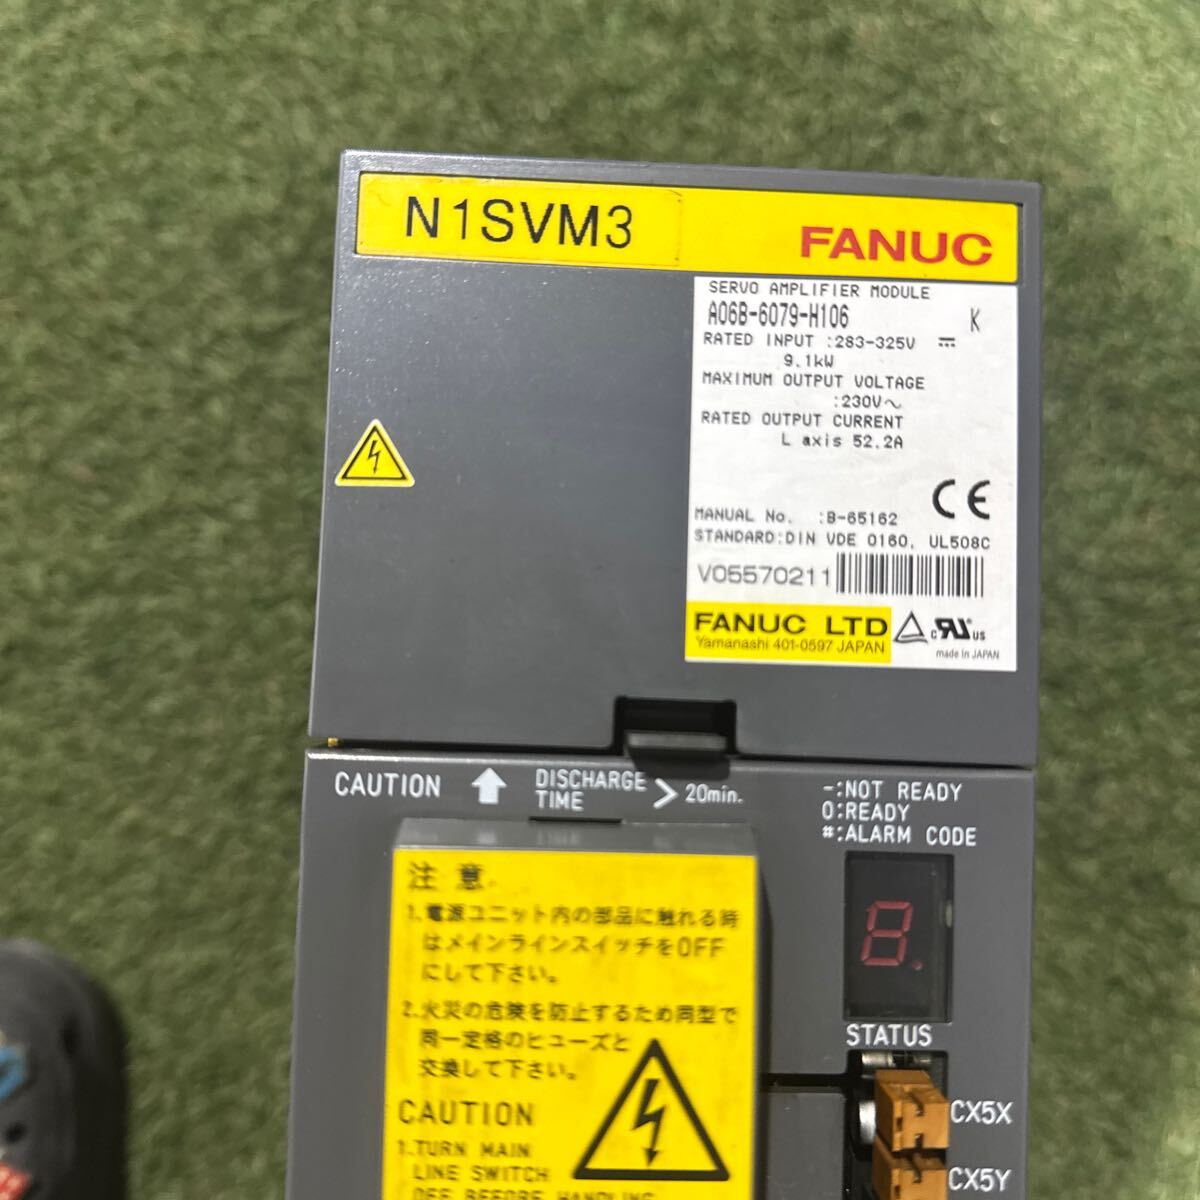 N1SVM3
FANUC
SERVO AMPLIFIER MODULE
A06B-6079-H106 K
RATED INPUT :283-325V ⎓
9.1kW
MAXIMUM OUTPUT VOLTAGE
:230V~
RATED OUTPUT CURRENT
L axis 52.2A
CE
MANUAL No. :B-65162
STANDARD:DIN VDE 0160, UL508C
V05570211
FANUC LTD
Yamanashi 401-0597 JAPAN
c RU US
made in JAPAN
CAUTION ↑ DISCHARGE TIME > 20min.
-:NOT READY
0:READY
#:ALARM CODE
8.
STATUS
CX5X
CX5Y
注意
1.電源ユニット内の部品に触れる時
はメインラインスイッチをOFF
にして下さい。
2.火災の危険を防止するため同型で
同一定格のヒューズと
交換して下さい。
CAUTION
1.TURN MAIN
LINE SWITCH
OFF BEFORE HANDLING